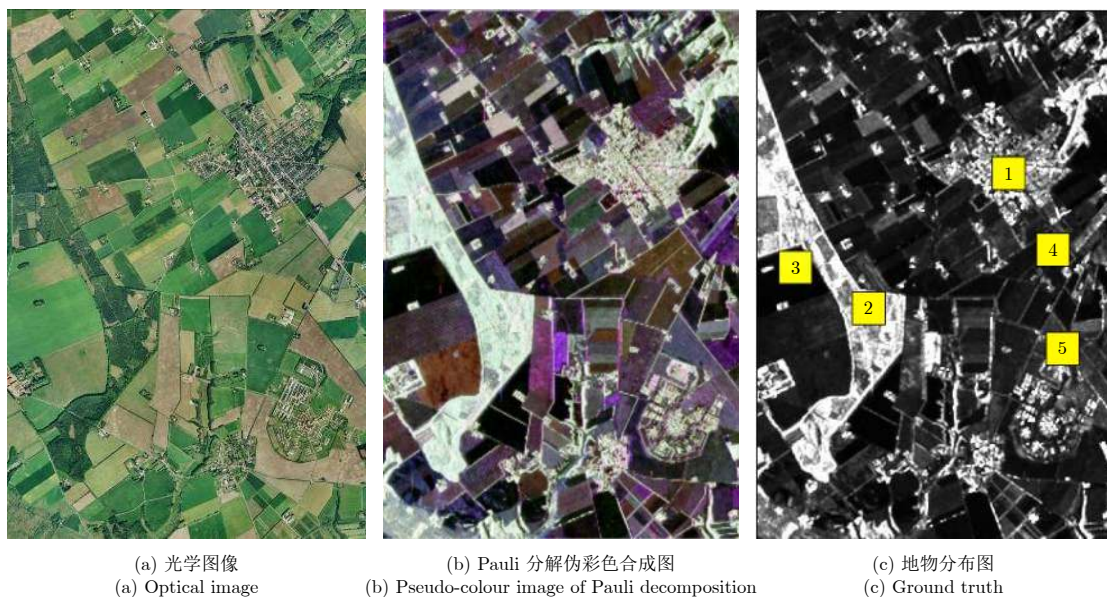 1
4
3
2
5
(a) 光学图像
(a) Optical image
(b) Pauli 分解伪彩色合成图
(b) Pseudo-colour image of Pauli decomposition
(c) 地物分布图
(c) Ground truth